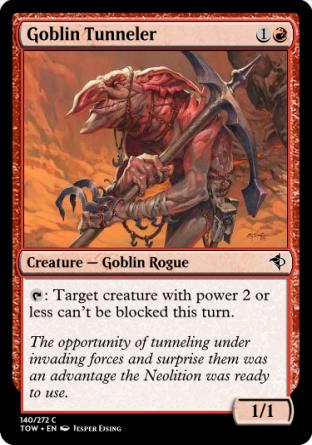 Goblin Tunneler 1
Creature — Goblin Rogue
: Target creature with power 2 or
less can't be blocked this turn.
The opportunity of tunneling under
invading forces and surprise them was
an advantage the Neolition was ready
to use.
140/272 C
TOW • EN Jesper Eising
1/1